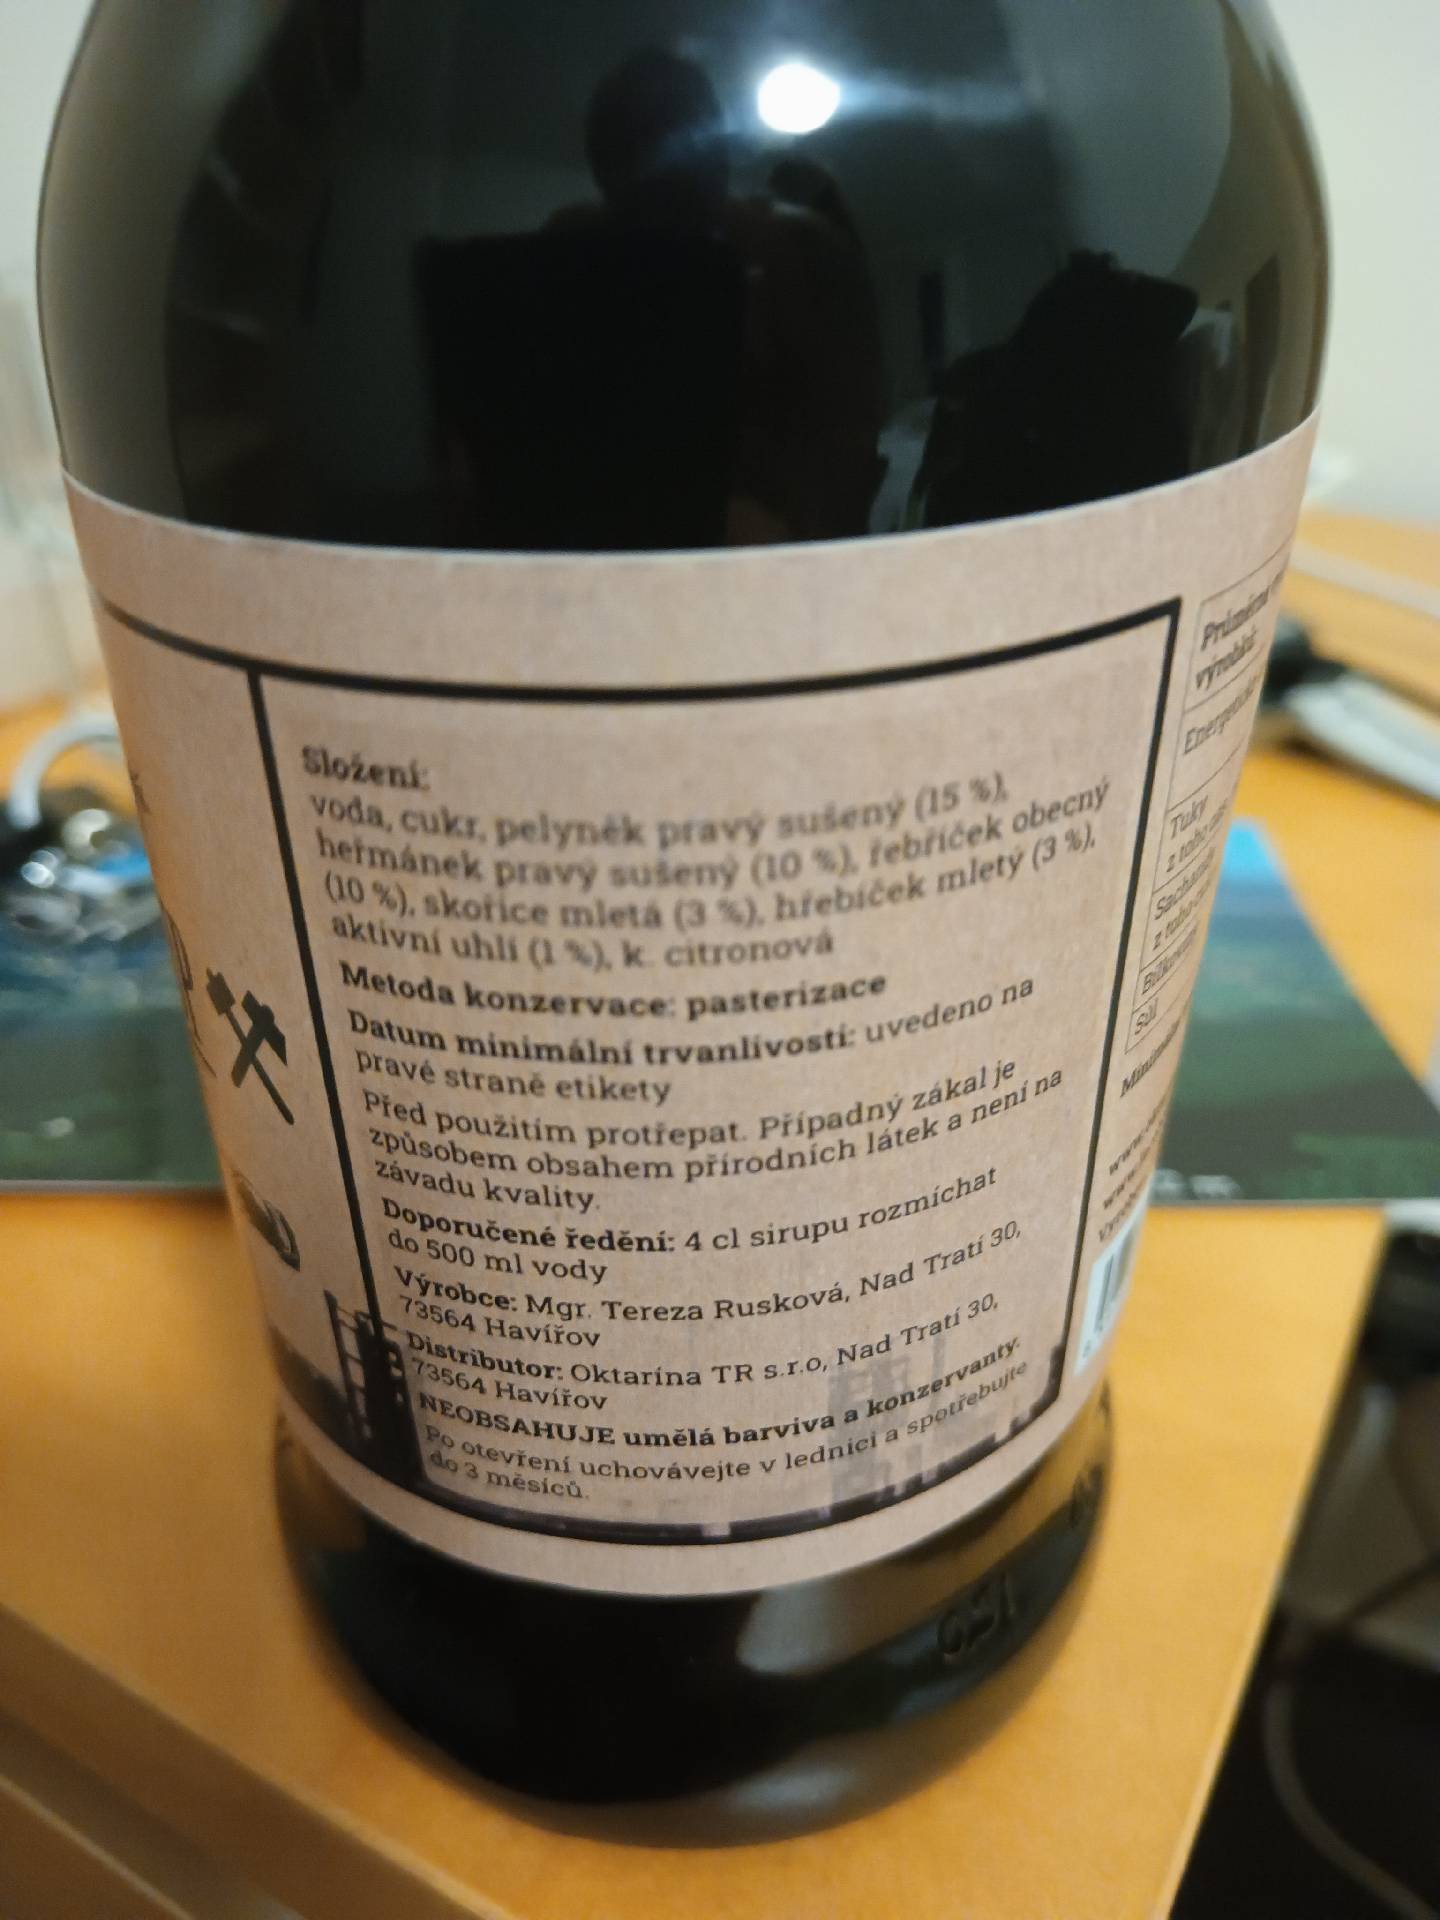 Složení:
voda, cukr, pelyněk pravý sušený (15 %),
heřmánek pravý sušený (10 %), řebříček obecný
(10 %), skořice mletá (3 %), hřebíček mletý (3 %),
aktivní uhlí (1 %), k. citronová
Metoda konzervace: pasterizace
Datum minimální trvanlivosti: uvedeno na
pravé straně etikety
Před použitím protřepat. Případný zákal je
způsobem obsahem přírodních látek a není na
závadu kvality.
Doporučené ředění: 4 cl sirupu rozmíchat
do 500 ml vody
Výrobce: Mgr. Tereza Rusková, Nad Tratí 30,
73564 Havířov
Distributor: Oktarína TR s.r.o, Nad Tratí 30,
73564 Havířov
NEOBSAHUJE umělá barviva a konzervanty.
Po otevření uchovávejte v lednici a spotřebujte
do 3 měsíců.
Tuky
z toho
z toho
Sůl